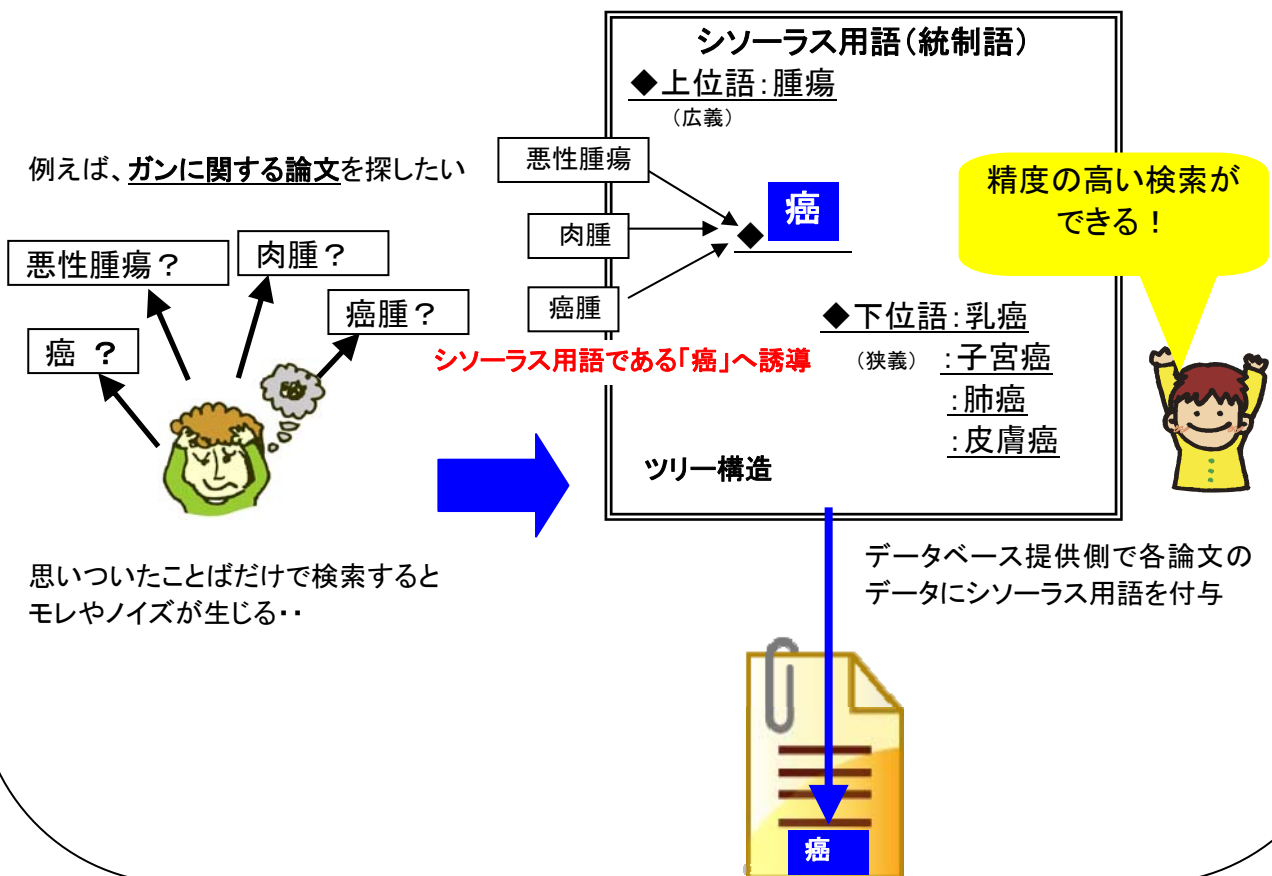 シソーラス用語(統制語)
◆上位語:腫瘍
(広義)
例えば、ガンに関する論文を探したい
悪性腫瘍
肉腫
癌腫
◆
癌
悪性腫瘍?
肉腫?
癌腫?
癌 ?
シソーラス用語である「癌」へ誘導
◆下位語:乳癌
(狭義) :子宮癌
:肺癌
:皮膚癌
ツリー構造
精度の高い検索が
できる!
思いついたことばだけで検索すると
モレやノイズが生じる・・
データベース提供側で各論文の
データにシソーラス用語を付与
癌